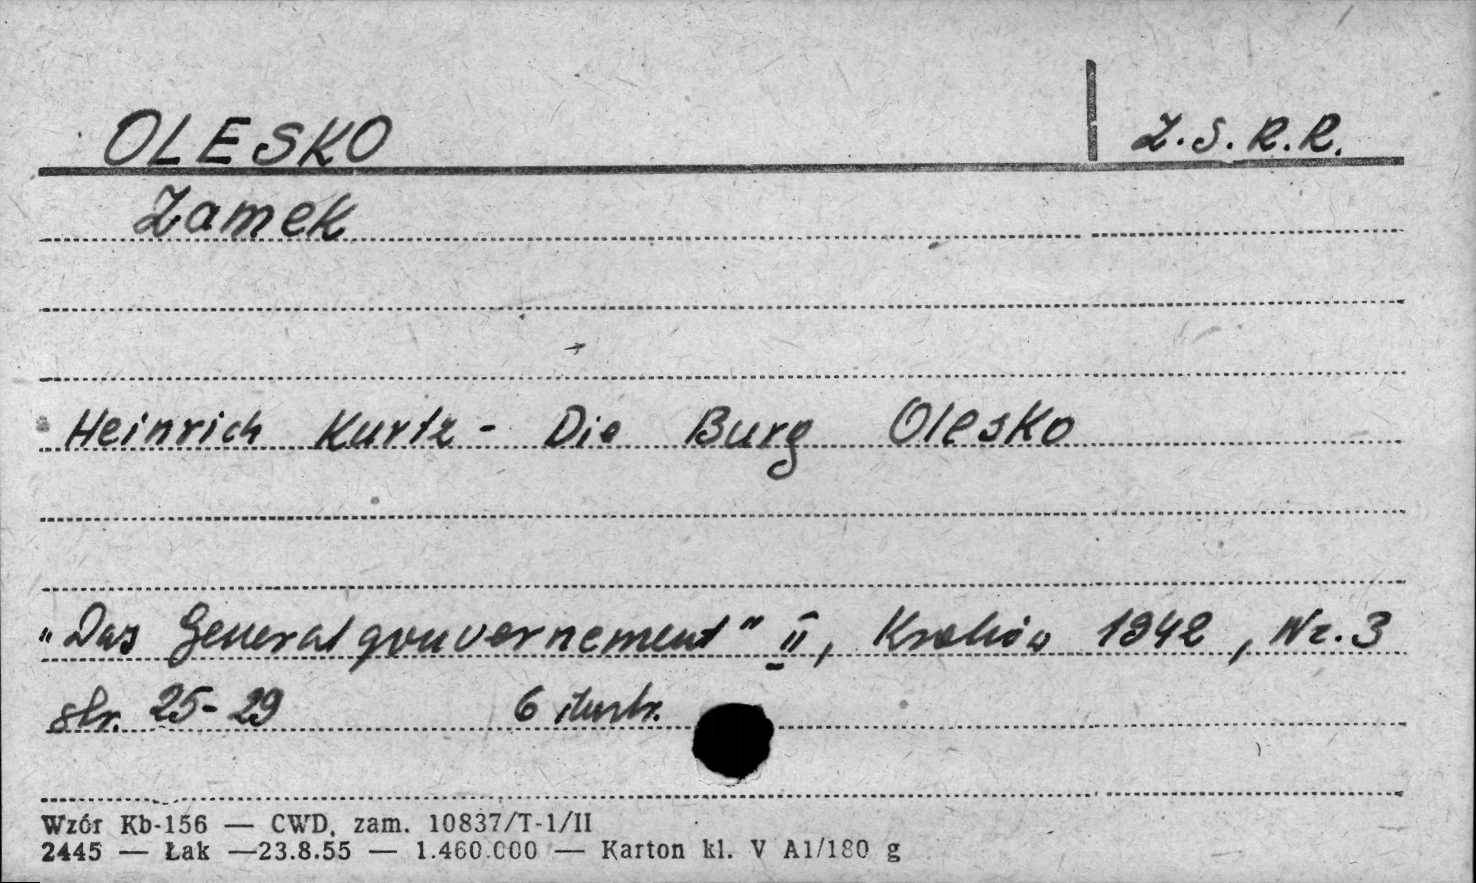 OLESKO
Z.S.R.R.
Zamek
Heinrich Kurtz - Die Burg Olesko
"Das Generalgouvernement" II, Kraków 1942, Nr. 3
str. 25-29 6 ilustr.
Wzór Kb-156 — CWD, zam. 10837/T-1/II
2445 — Łak —23.8.55 — 1.460.000 — Karton kl. V A1/180 g